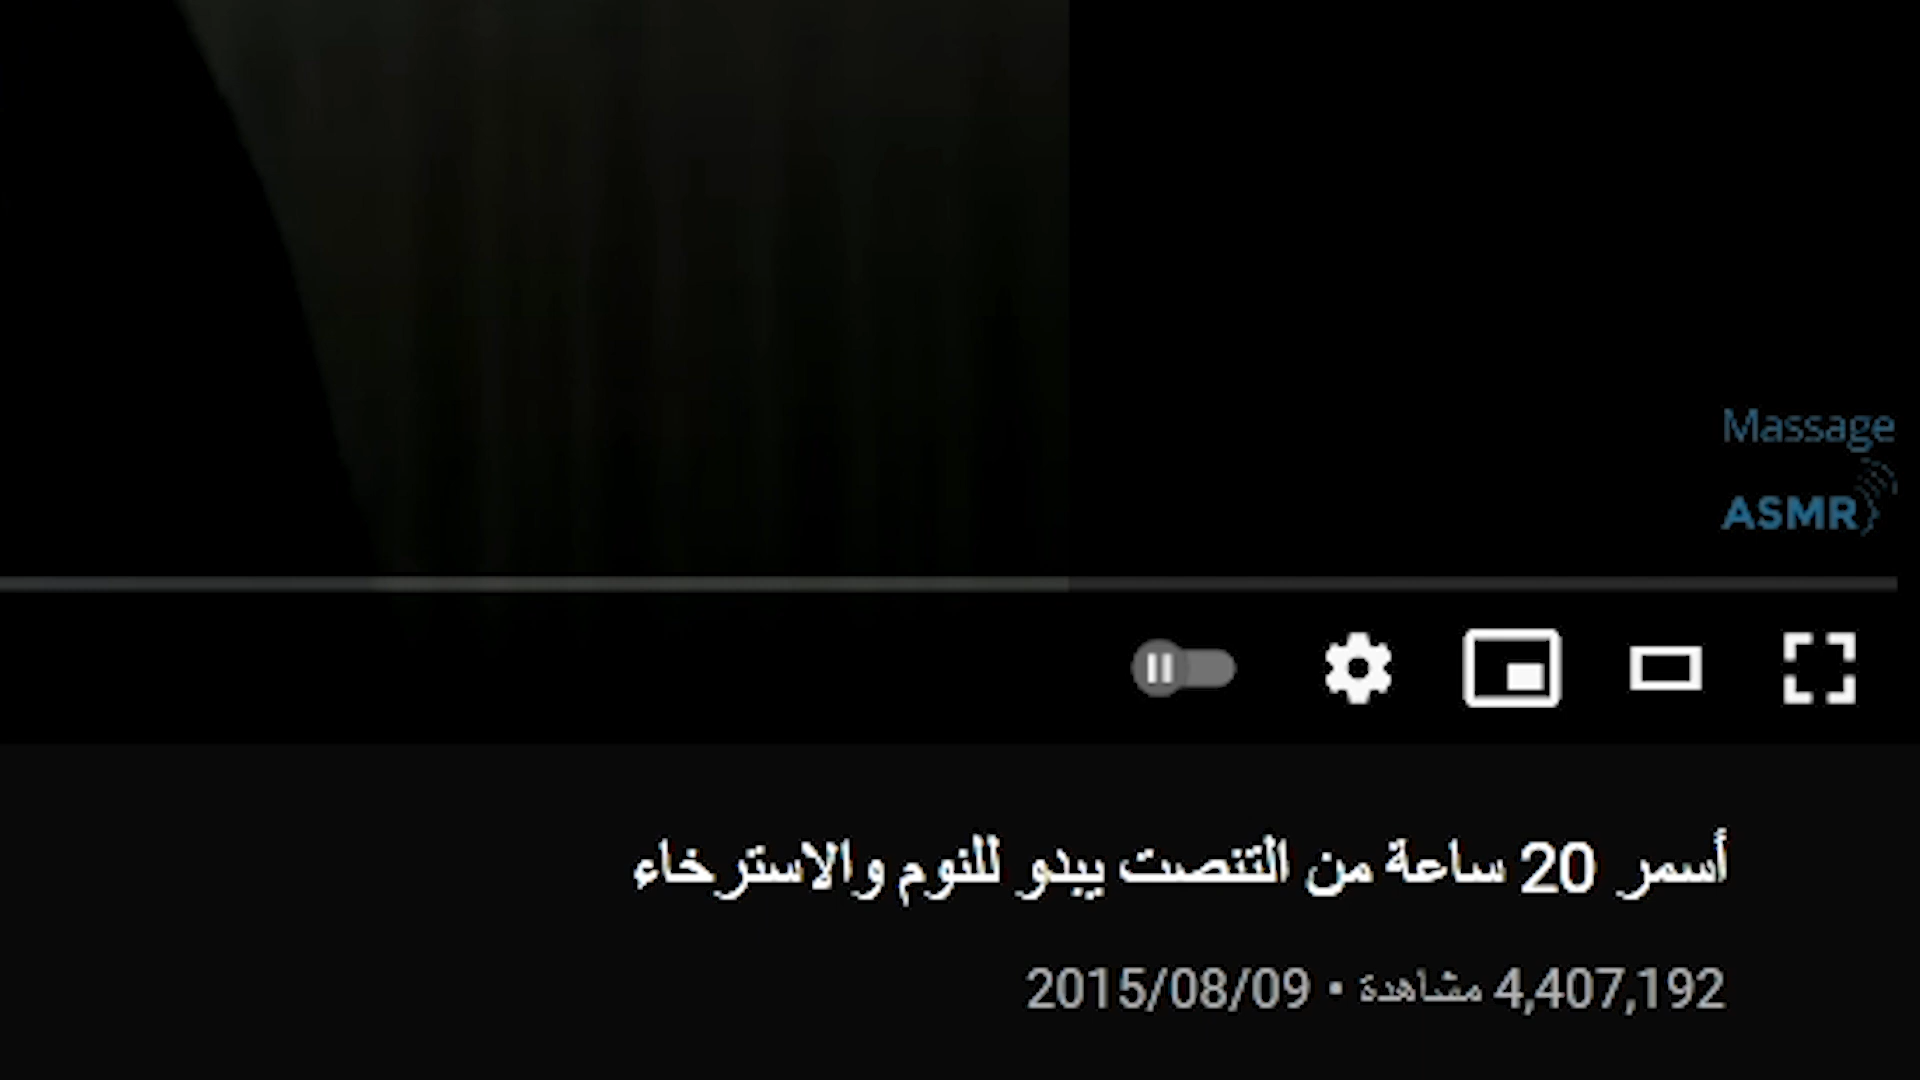 Massage
ASMR
أسمر 20 ساعة من التنصت يبدو للنوم والاسترخاء
4,407,192 مشاهدة • 2015/08/09